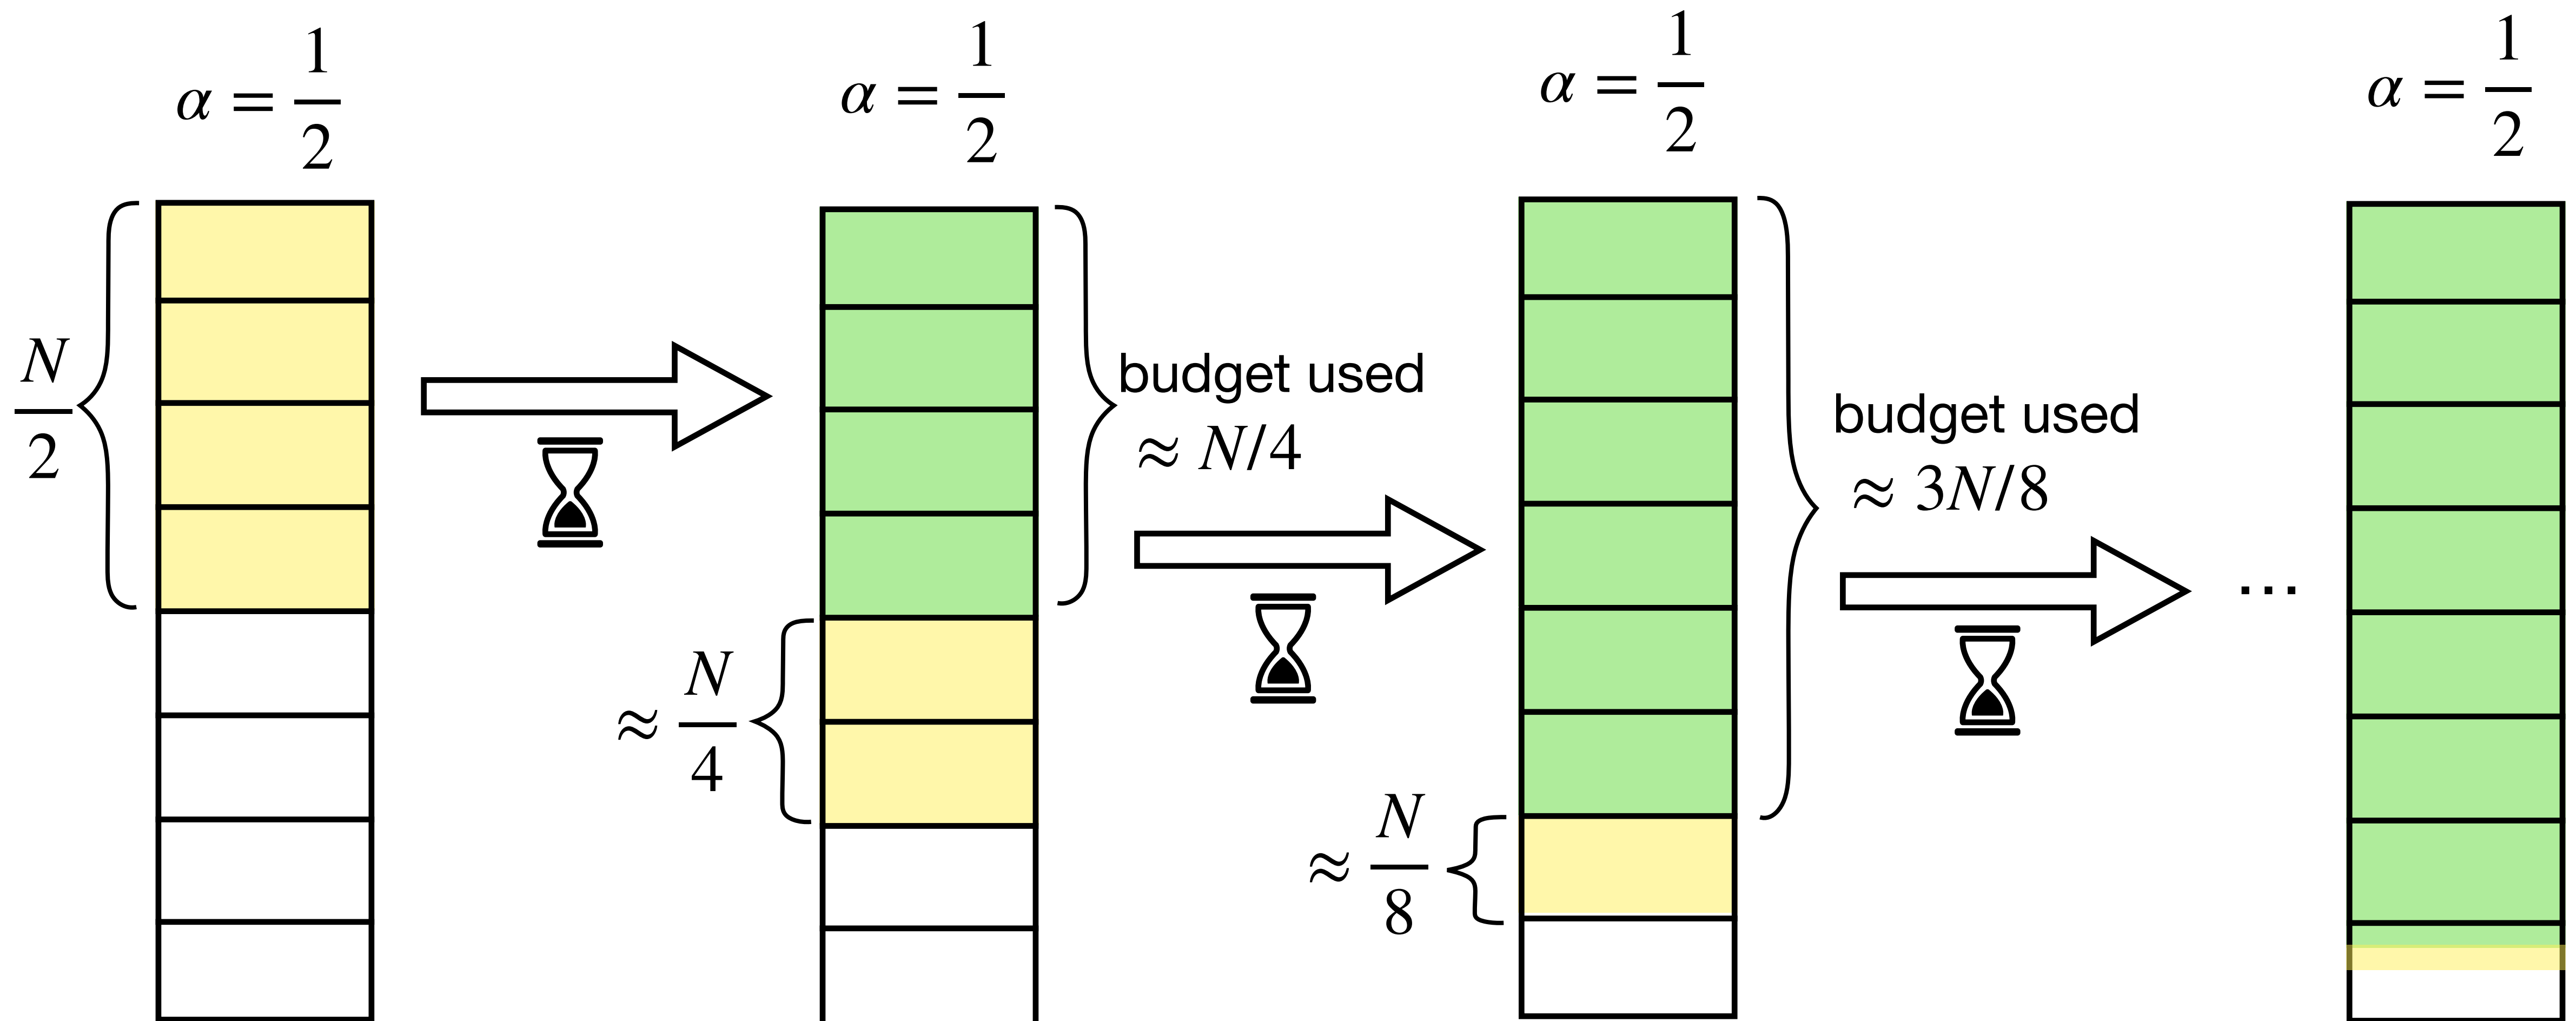 α = 1/2
α = 1/2
α = 1/2
α = 1/2
N/2
budget used
≈ N/4
budget used
≈ 3N/8
...
≈ N/4
≈ N/8